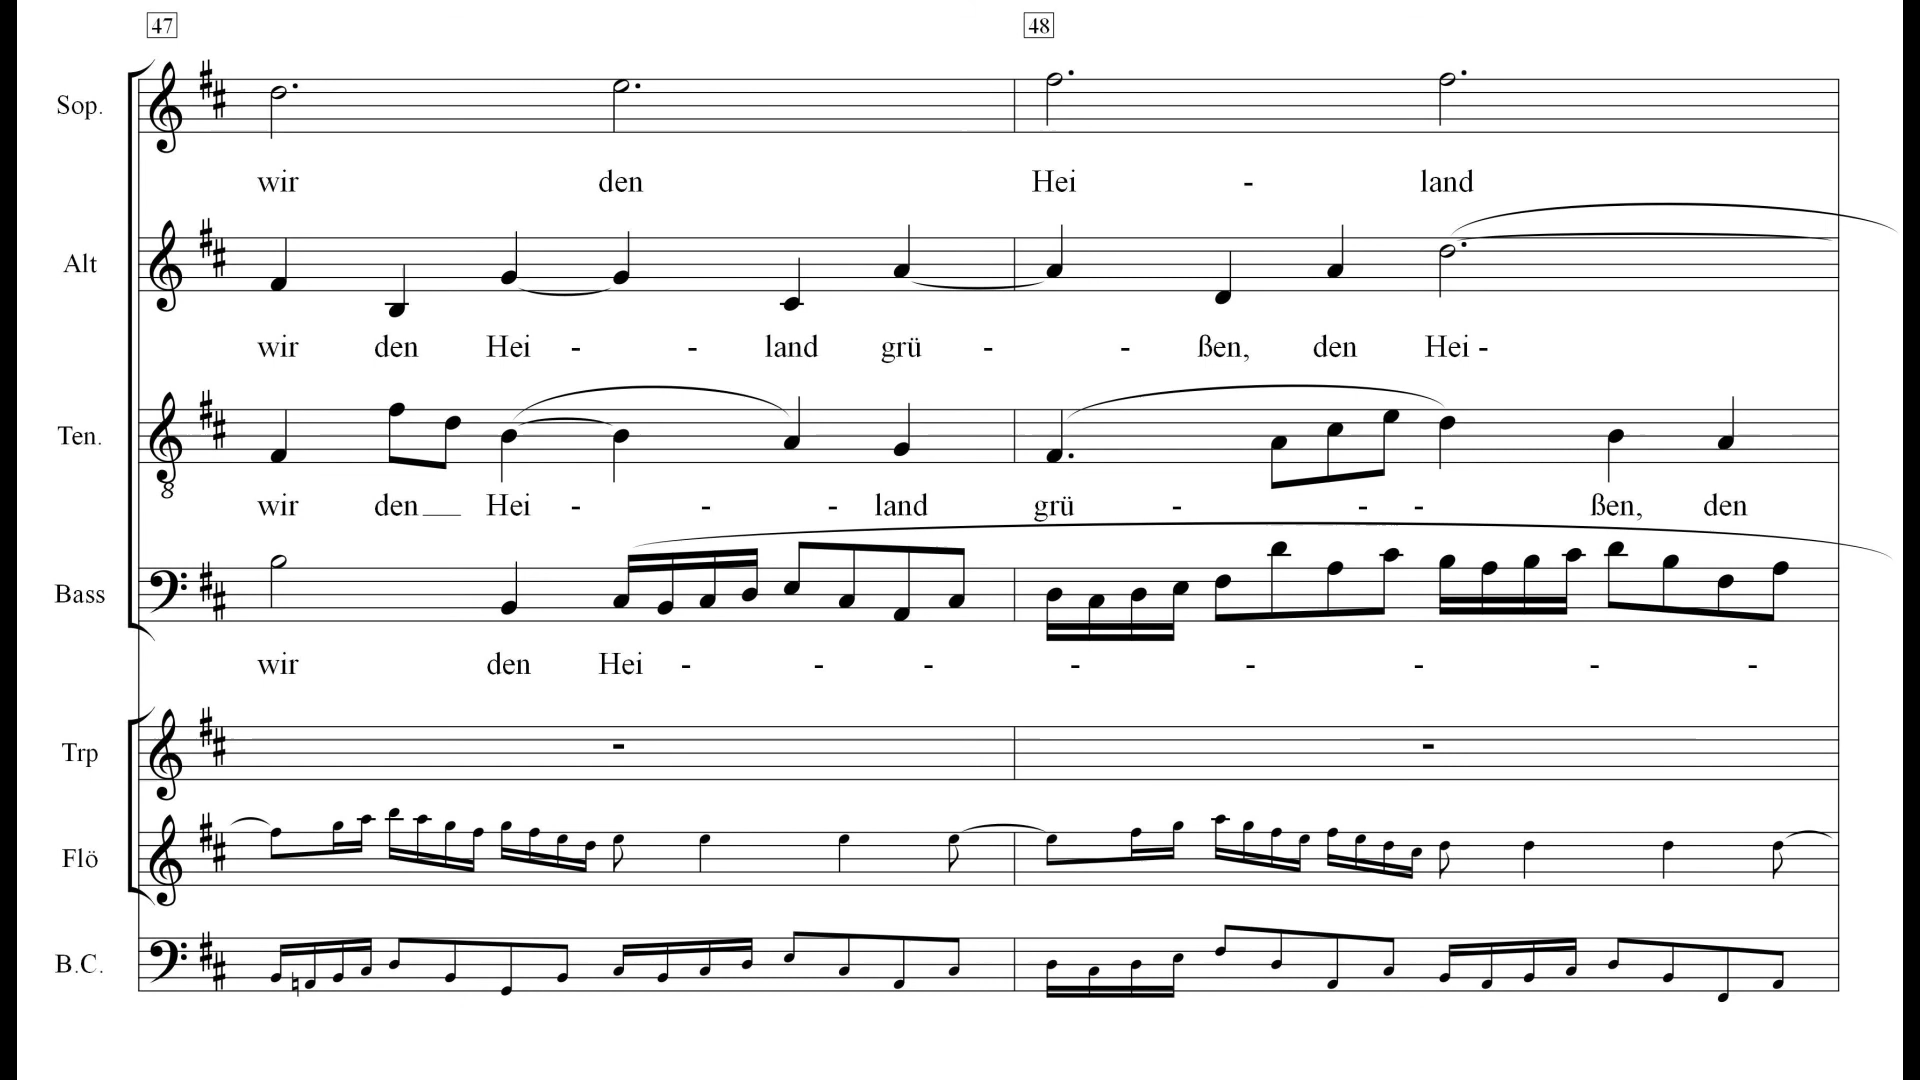 47 48
Sop.
wir den Hei - land
Alt
wir den Hei - - land grü - - ßen, den Hei -
Ten.
8
wir den Hei - - - land grü - - - ßen, den
Bass
wir den Hei - - - - - - - -
Trp
Flö
B.C.